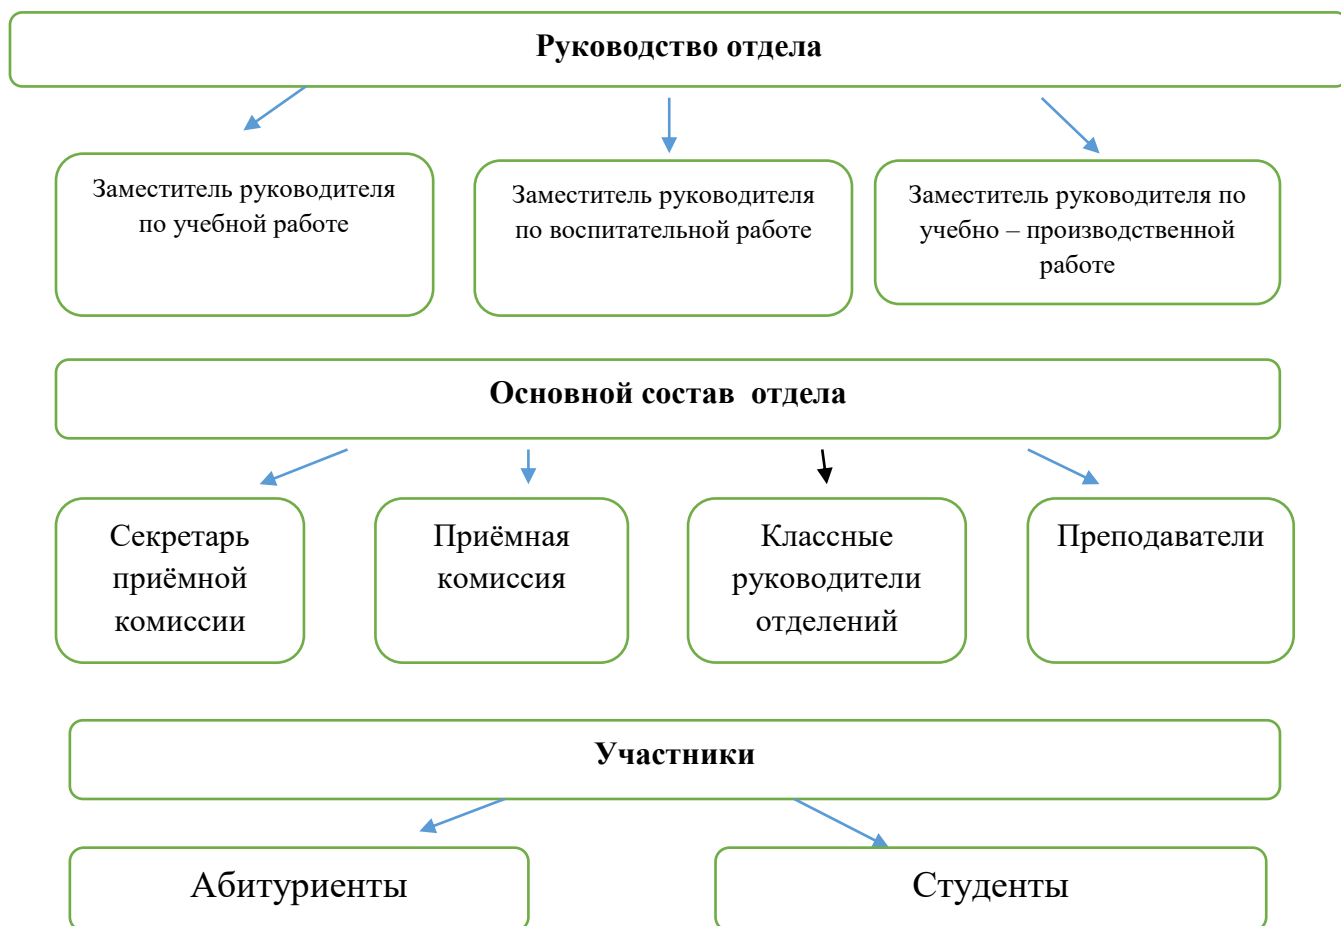 Руководство отдела
Заместитель руководителя
по учебной работе
Заместитель руководителя
по воспитательной работе
Заместитель руководителя по
учебно – производственной
работе
Основной состав  отдела
Секретарь
приёмной
комиссии
Приёмная
комиссия
Классные
руководители
отделений
Преподаватели
Участники
Абитуриенты
Студенты